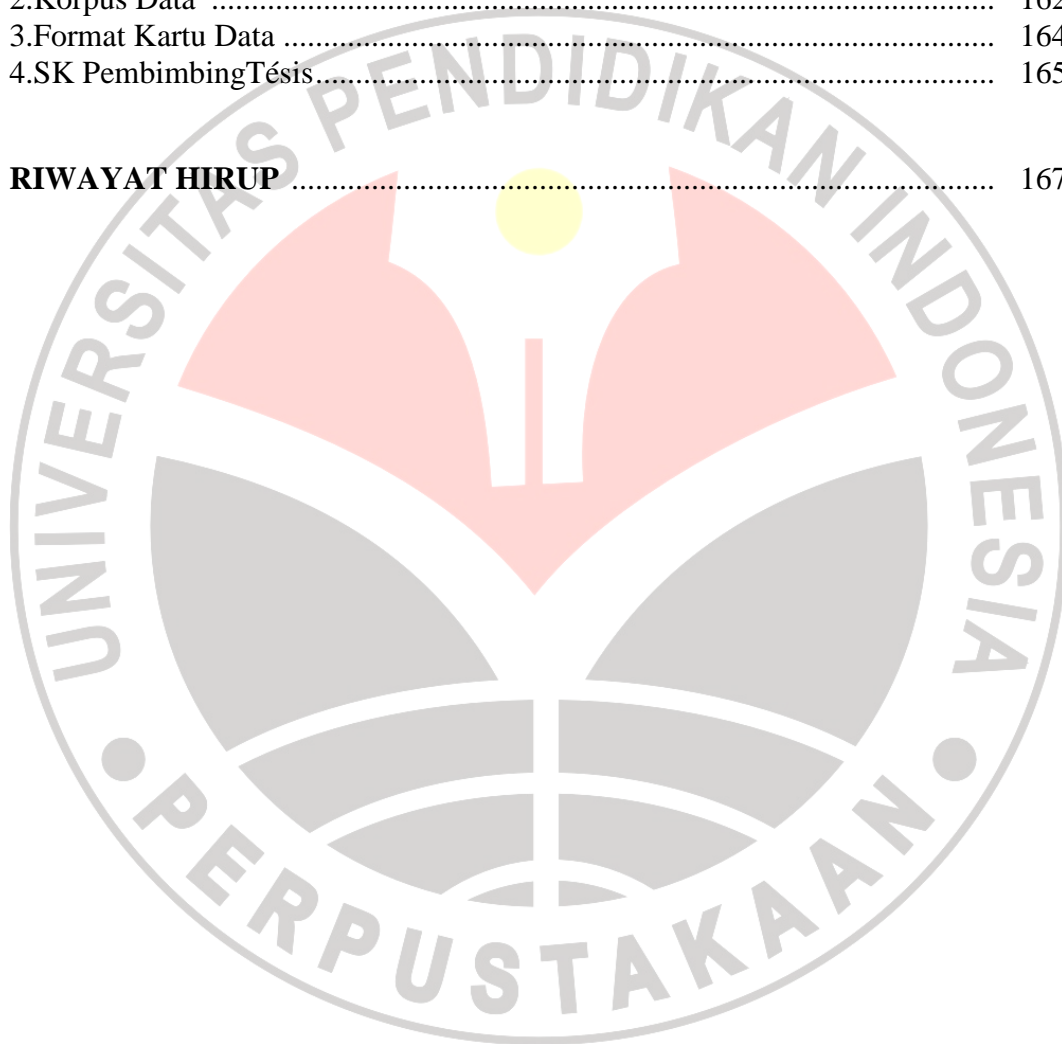 2.Korpus Data ................................................................................................ 162
3.Format Kartu Data ....................................................................................... 164
4.SK PembimbingTésis................................................................................... 165
RIWAYAT HIRUP ...................................................................................... 167
UNIVERSITAS PENDIDIKAN INDONESIA
PERPUSTAKAAN